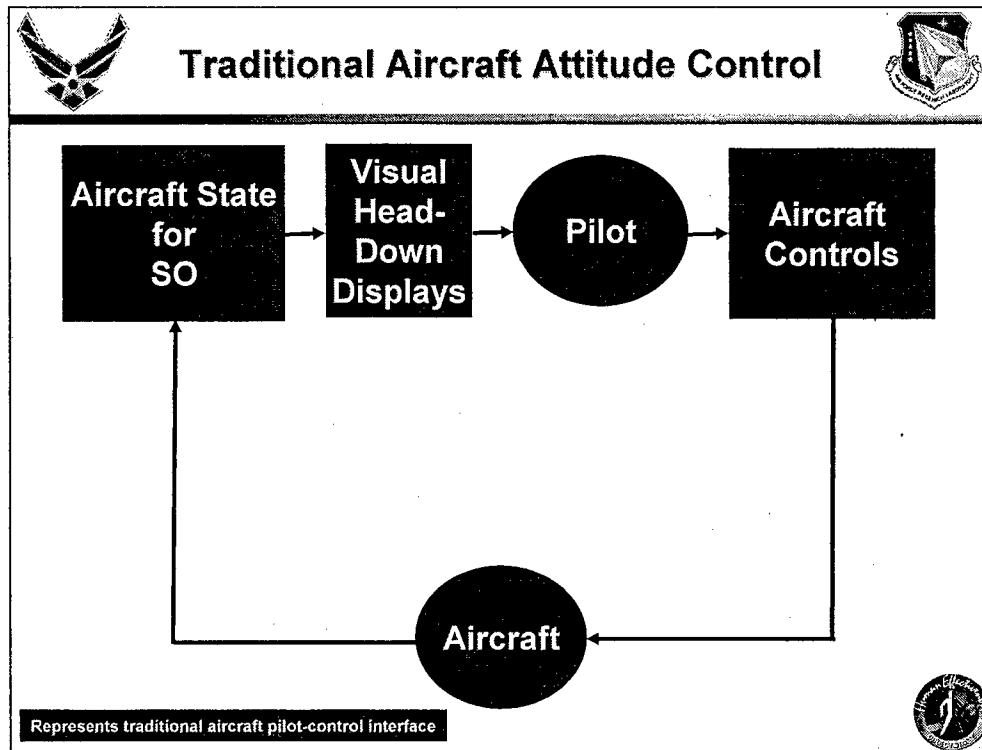 Traditional Aircraft Attitude Control
Aircraft State
for
SO
Visual
Head-
Down
Displays
Pilot
Aircraft
Controls
Aircraft
Represents traditional aircraft pilot-control interface